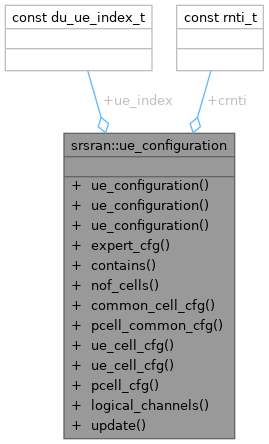 const du_ue_index_t
const rnti_t
+ue_index
+crnti
srsran::ue_configuration
+ ue_configuration()
+ ue_configuration()
+ ue_configuration()
+ expert_cfg()
+ contains()
+ nof_cells()
+ common_cell_cfg()
+ pcell_common_cfg()
+ ue_cell_cfg()
+ ue_cell_cfg()
+ pcell_cfg()
+ logical_channels()
+ update()